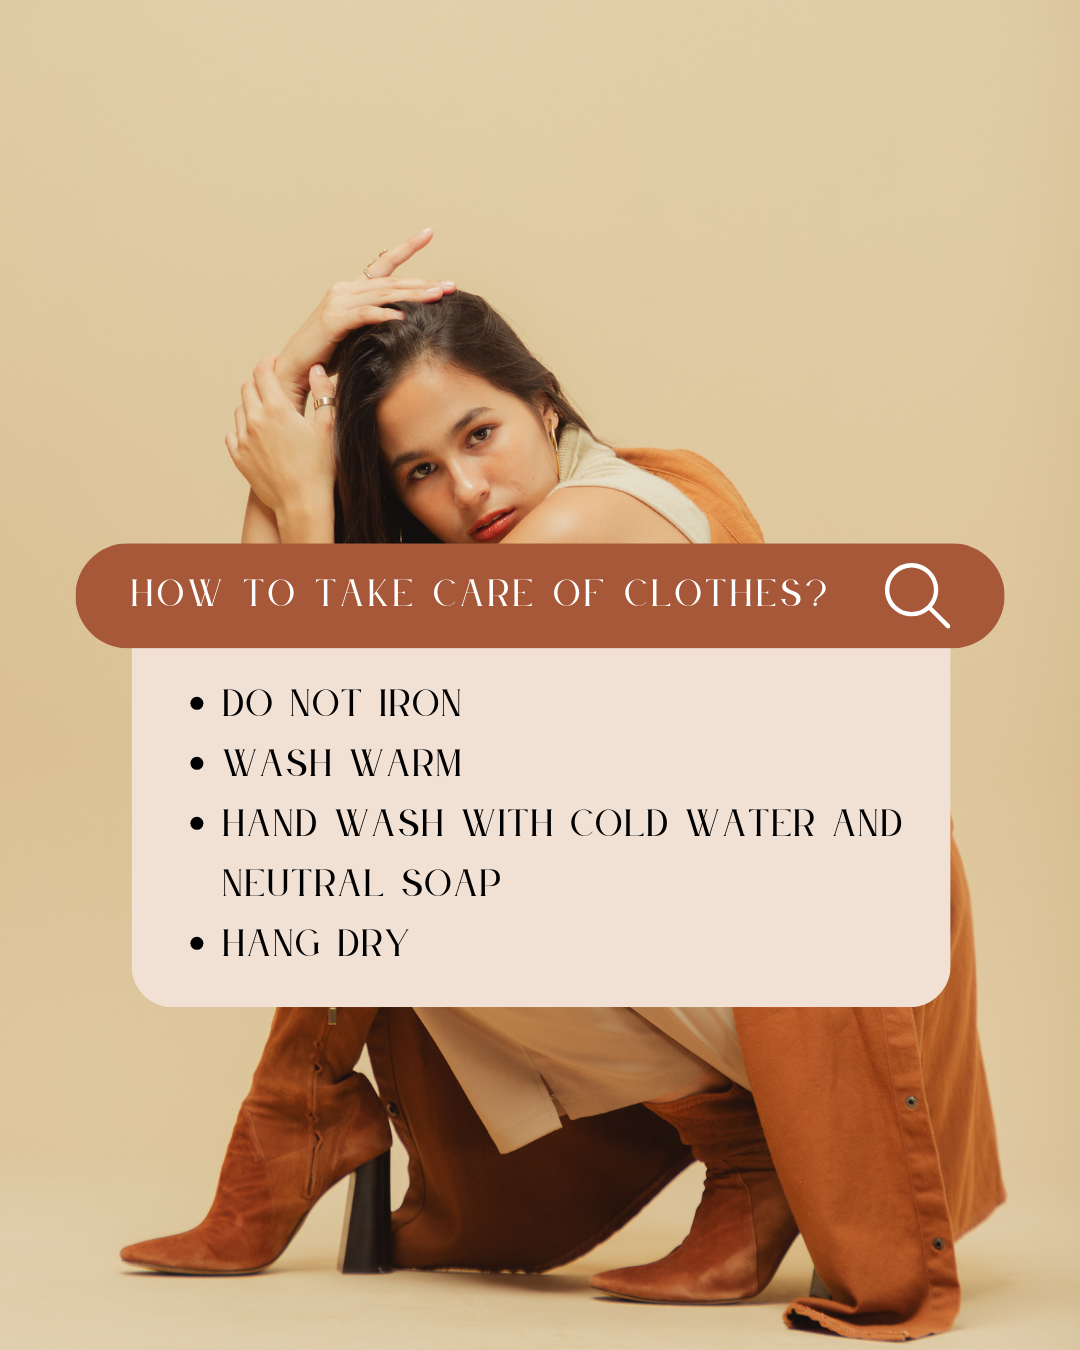 HOW TO TAKE CARE OF CLOTHES?
• DO NOT IRON
• WASH WARM
• HAND WASH WITH COLD WATER AND
NEUTRAL SOAP
• HANG DRY